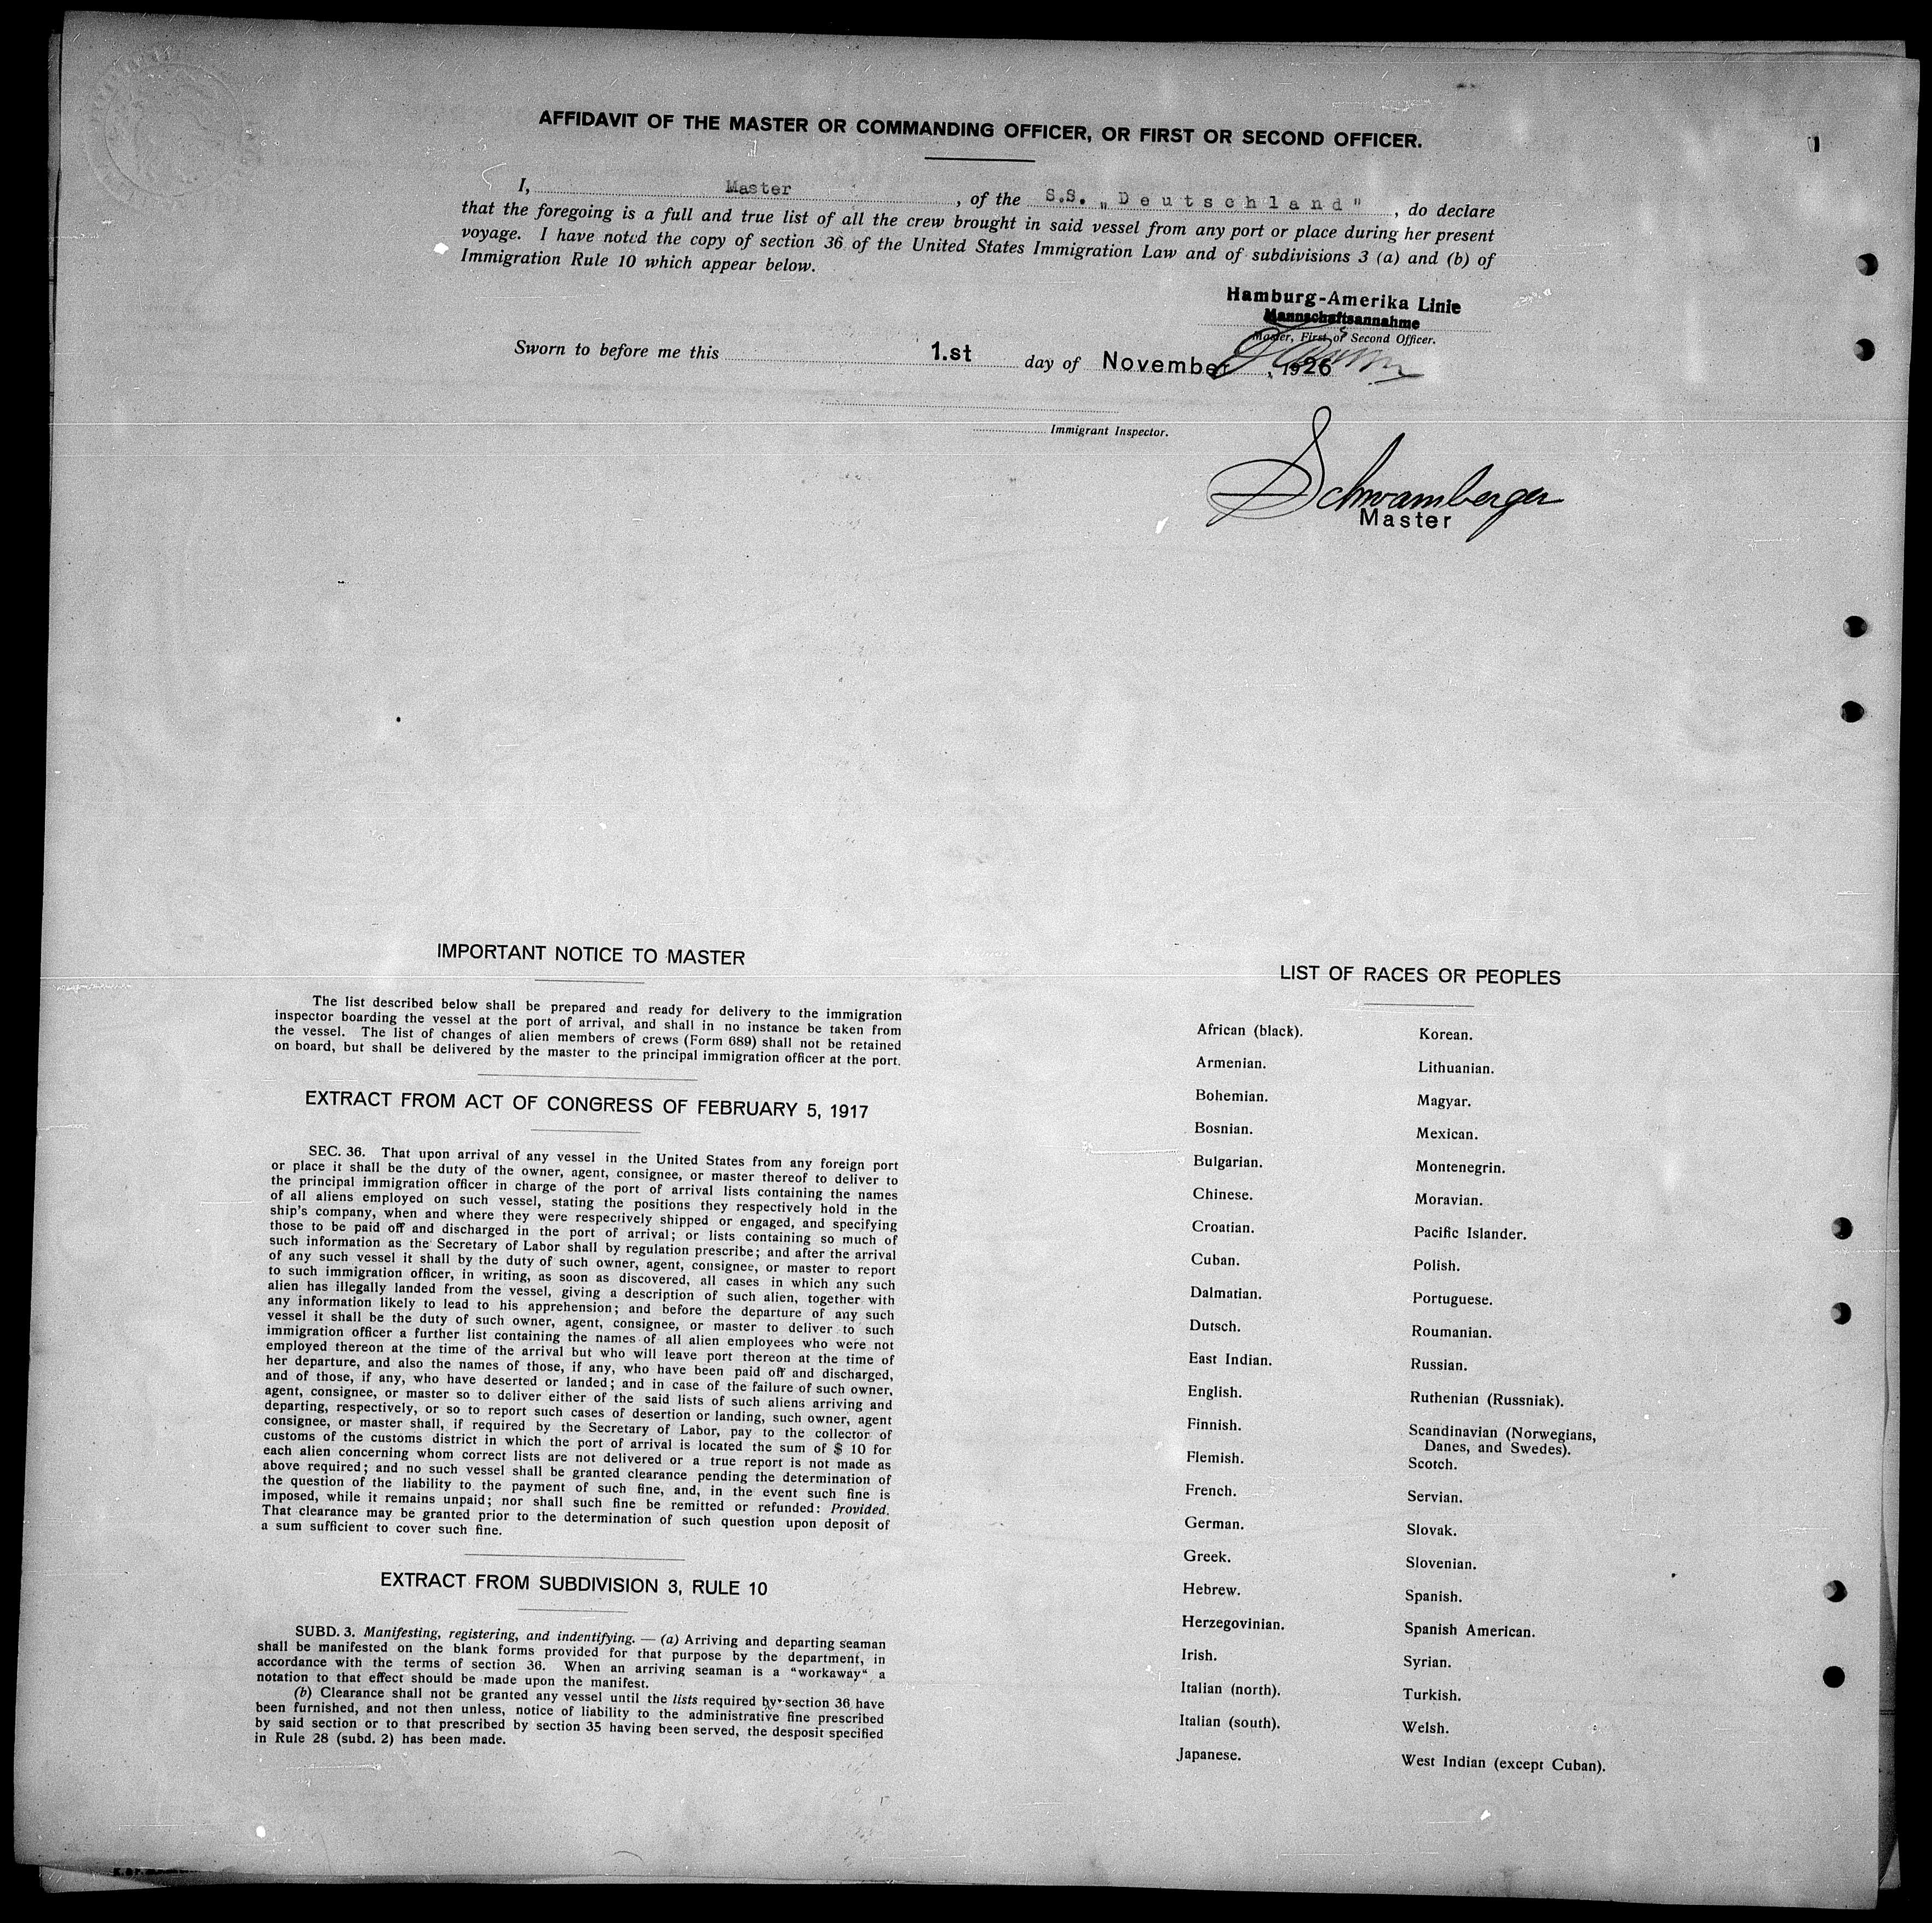 AFFIDAVIT OF THE MASTER OR COMMANDING OFFICER, OR FIRST OR SECOND OFFICER.
I, Master, of the S.S. „Deutschland", do declare
that the foregoing is a full and true list of all the crew brought in said vessel from any port or place during her present
voyage. I have noted the copy of section 36 of the United States Immigration Law and of subdivisions 3 (a) and (b) of
Immigration Rule 10 which appear below.
Hamburg-Amerika Linie
Mannschaftsannahme
Master, First or Second Officer.
Sworn to before me this 1.st day of November, 1926
Immigrant Inspector.
Schwamberger
Master
IMPORTANT NOTICE TO MASTER
The list described below shall be prepared and ready for delivery to the immigration
inspector boarding the vessel at the port of arrival, and shall in no instance be taken from
the vessel. The list of changes of alien members of crews (Form 689) shall not be retained
on board, but shall be delivered by the master to the principal immigration officer at the port.
EXTRACT FROM ACT OF CONGRESS OF FEBRUARY 5, 1917
SEC. 36. That upon arrival of any vessel in the United States from any foreign port
or place it shall be the duty of the owner, agent, consignee, or master thereof to deliver to
the principal immigration officer in charge of the port of arrival lists containing the names
of all aliens employed on such vessel, stating the positions they respectively hold in the
ship's company, when and where they were respectively shipped or engaged, and specifying
those to be paid off and discharged in the port of arrival; or lists containing so much of
such information as the Secretary of Labor shall by regulation prescribe; and after the arrival
of any such vessel it shall by the duty of such owner, agent, consignee, or master to report
to such immigration officer, in writing, as soon as discovered, all cases in which any such
alien has illegally landed from the vessel, giving a description of such alien, together with
any information likely to lead to his apprehension; and before the departure of any such
vessel it shall be the duty of such owner, agent, consignee, or master to deliver to such
immigration officer a further list containing the names of all alien employees who were not
employed thereon at the time of the arrival but who will leave port thereon at the time of
her departure, and also the names of those, if any, who have been paid off and discharged,
and of those, if any, who have deserted or landed; and in case of the failure of such owner,
agent, consignee, or master so to deliver either of the said lists of such aliens arriving and
departing, respectively, or so to report such cases of desertion or landing, such owner, agent
consignee, or master shall, if required by the Secretary of Labor, pay to the collector of
customs of the customs district in which the port of arrival is located the sum of $ 10 for
each alien concerning whom correct lists are not delivered or a true report is not made as
above required; and no such vessel shall be granted clearance pending the determination of
the question of the liability to the payment of such fine, and, in the event such fine is
imposed, while it remains unpaid; nor shall such fine be remitted or refunded: Provided.
That clearance may be granted prior to the determination of such question upon deposit of
a sum sufficient to cover such fine.
EXTRACT FROM SUBDIVISION 3, RULE 10
SUBD. 3. Manifesting, registering, and indentifying. — (a) Arriving and departing seaman
shall be manifested on the blank forms provided for that purpose by the department, in
accordance with the terms of section 36. When an arriving seaman is a "workaway" a
notation to that effect should be made upon the manifest.
(b) Clearance shall not be granted any vessel until the lists required by section 36 have
been furnished, and not then unless, notice of liability to the administrative fine prescribed
by said section or to that prescribed by section 35 having been served, the desposit specified
in Rule 28 (subd. 2) has been made.
LIST OF RACES OR PEOPLES
African (black).
Armenian.
Bohemian.
Bosnian.
Bulgarian.
Chinese.
Croatian.
Cuban.
Dalmatian.
Dutsch.
East Indian.
English.
Finnish.
Flemish.
French.
German.
Greek.
Hebrew.
Herzegovinian.
Irish.
Italian (north).
Italian (south).
Japanese.
Korean.
Lithuanian.
Magyar.
Mexican.
Montenegrin.
Moravian.
Pacific Islander.
Polish.
Portuguese.
Roumanian.
Russian.
Ruthenian (Russniak).
Scandinavian (Norwegians,
Danes, and Swedes).
Scotch.
Servian.
Slovak.
Slovenian.
Spanish.
Spanish American.
Syrian.
Turkish.
Welsh.
West Indian (except Cuban).